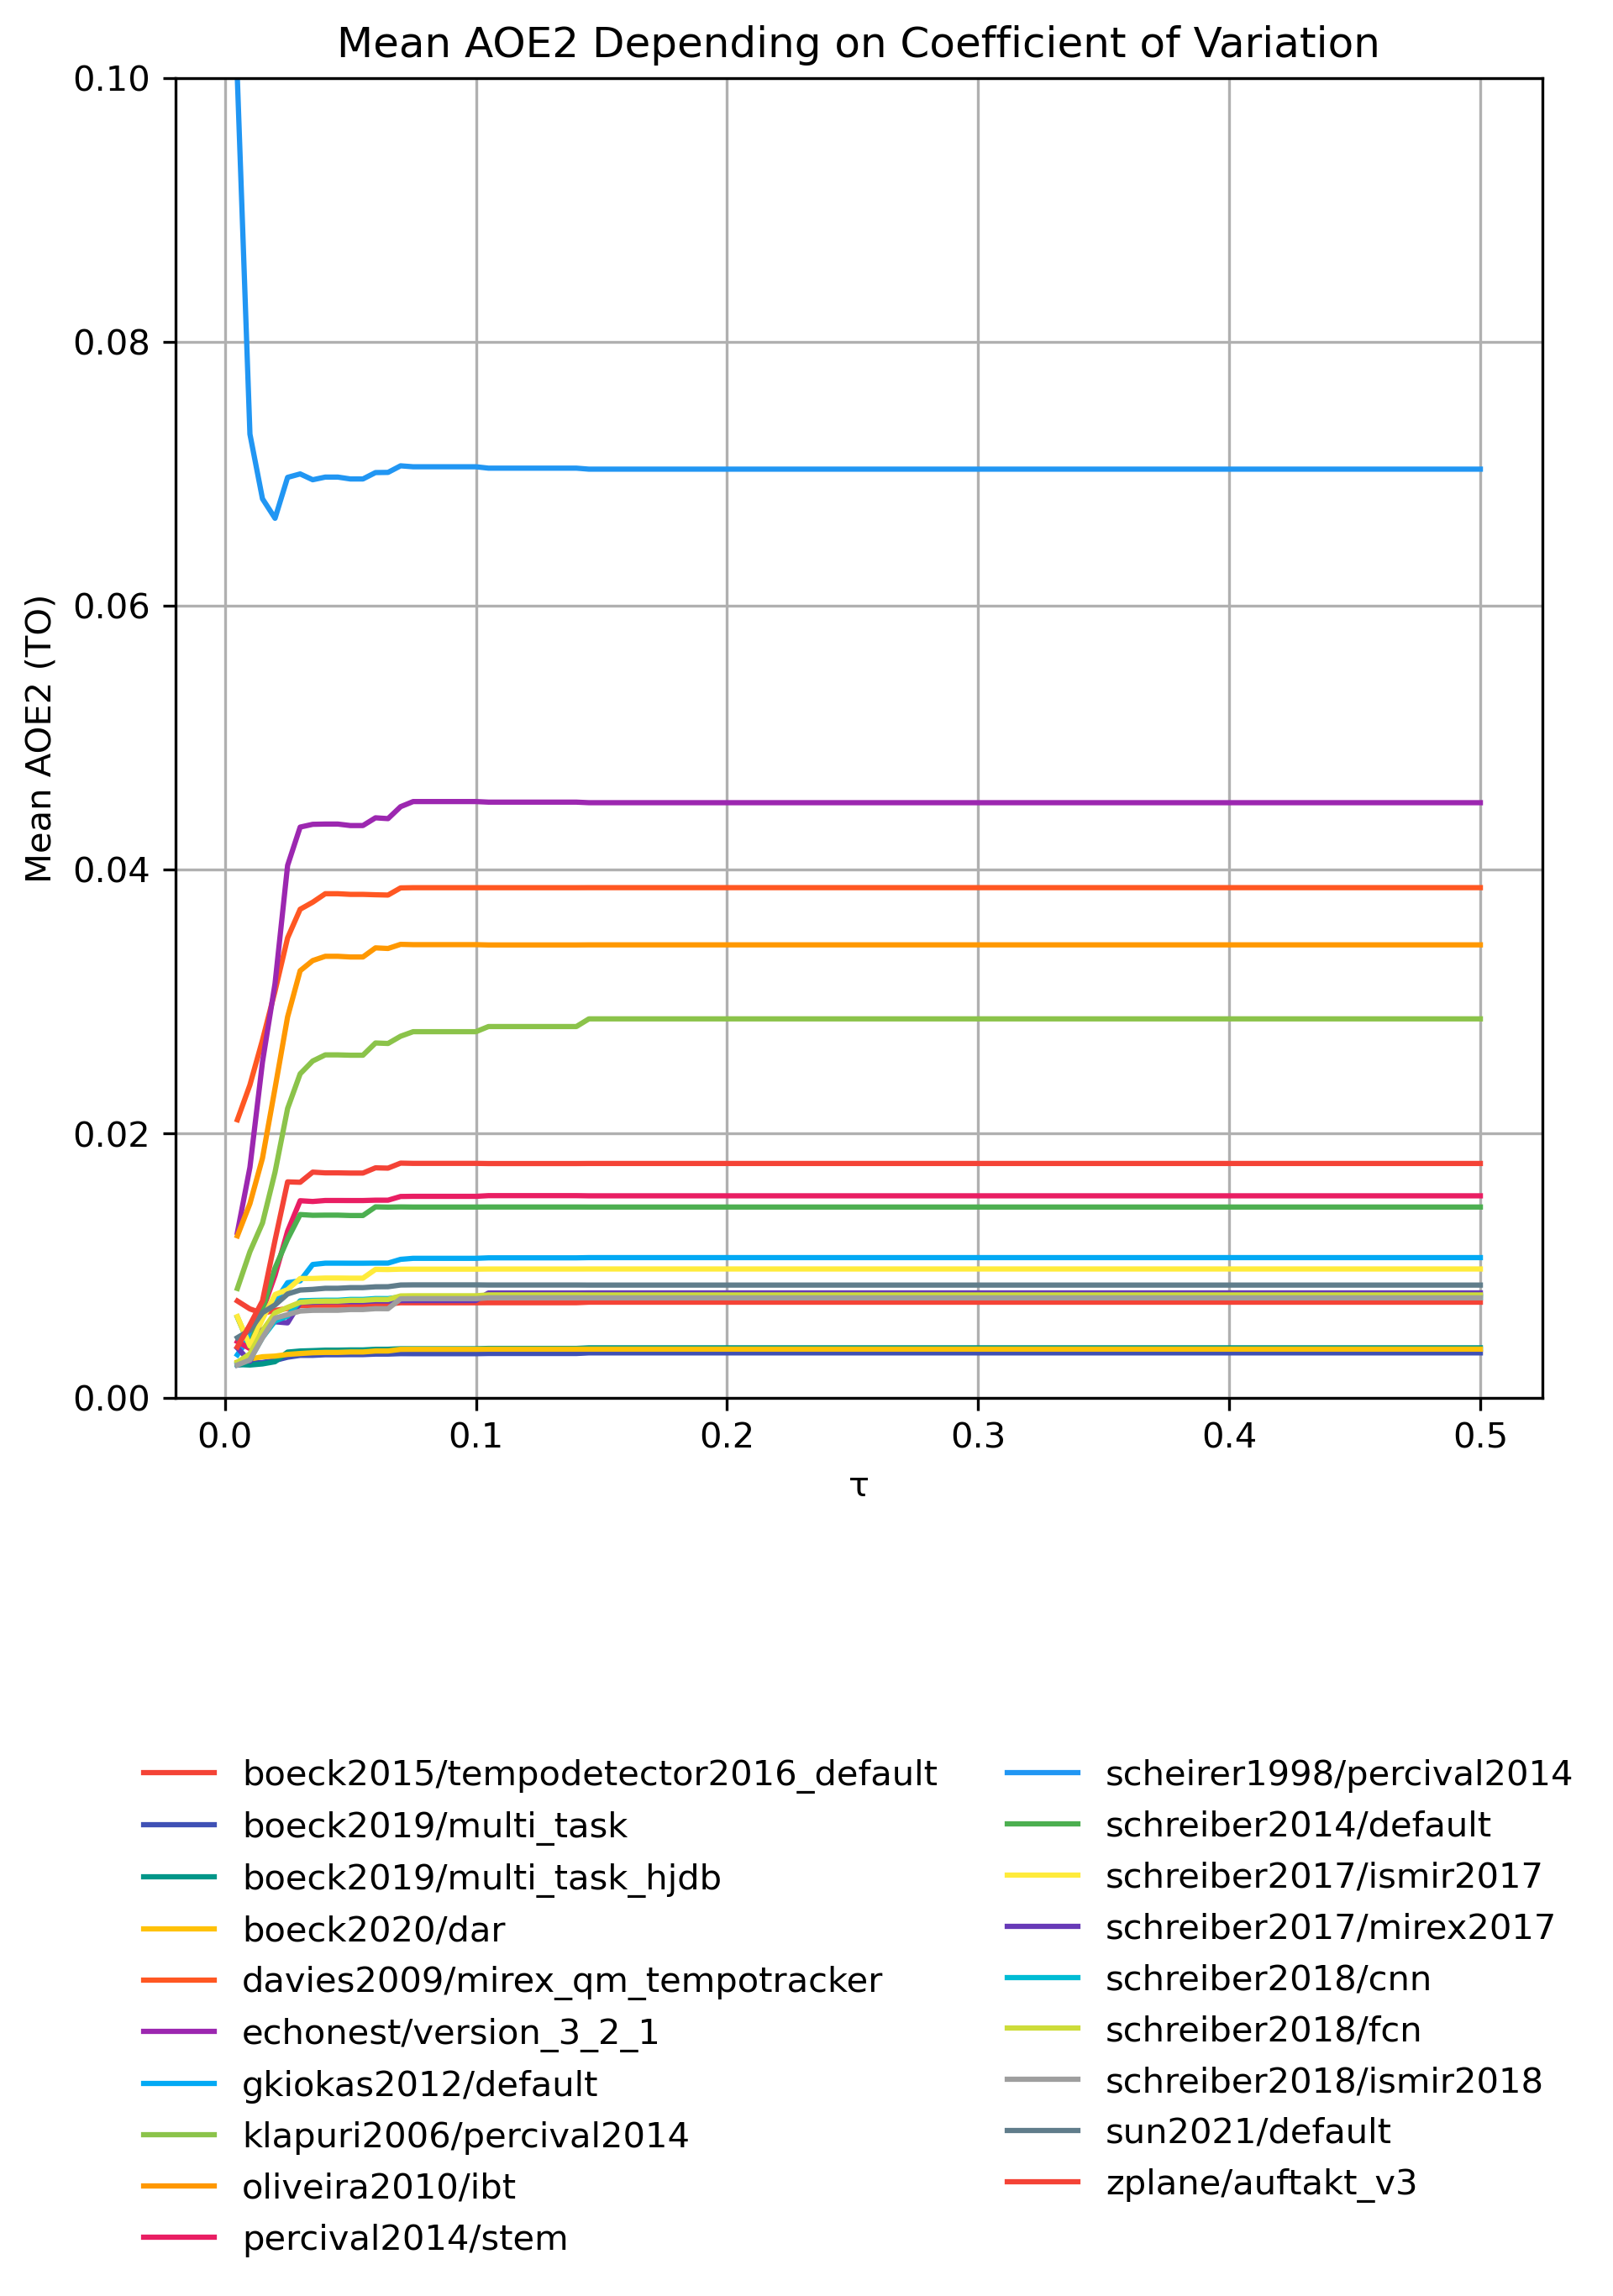 Mean AOE2 Depending on Coefficient of Variation
0.10
0.08
0.06
0.04
0.02
0.00
Mean AOE2 (TO)
0.0 0.1 0.2 0.3 0.4 0.5
τ
boeck2015/tempodetector2016_default
boeck2019/multi_task
boeck2019/multi_task_hjdb
boeck2020/dar
davies2009/mirex_qm_tempotracker
echonest/version_3_2_1
gkiokas2012/default
klapuri2006/percival2014
oliveira2010/ibt
percival2014/stem
scheirer1998/percival2014
schreiber2014/default
schreiber2017/ismir2017
schreiber2017/mirex2017
schreiber2018/cnn
schreiber2018/fcn
schreiber2018/ismir2018
sun2021/default
zplane/auftakt_v3